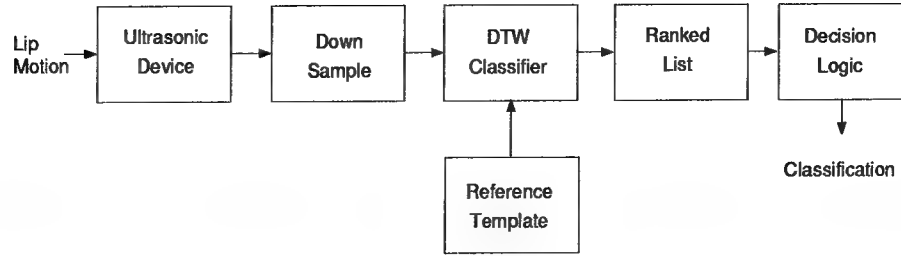 Lip
Motion
Ultrasonic
Device
Down
Sample
DTW
Classifier
Ranked
List
Decision
Logic
Classification
Reference
Template